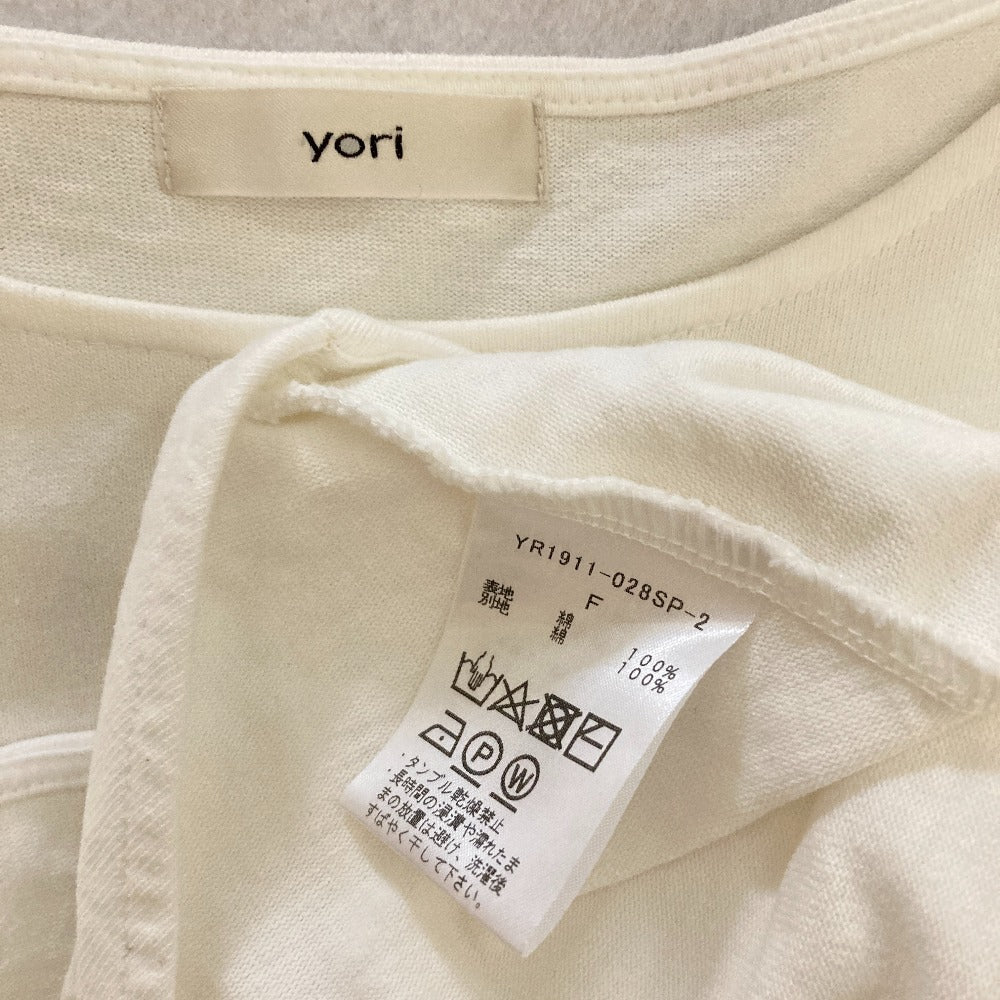 yori
YR1911-028SP-2
F
表地 綿 100%
別地 綿 100%
P W
・タンブル乾燥禁止
・長時間の浸漬や濡れたま
まの放置は避け、洗濯後
すばやく干して下さい。